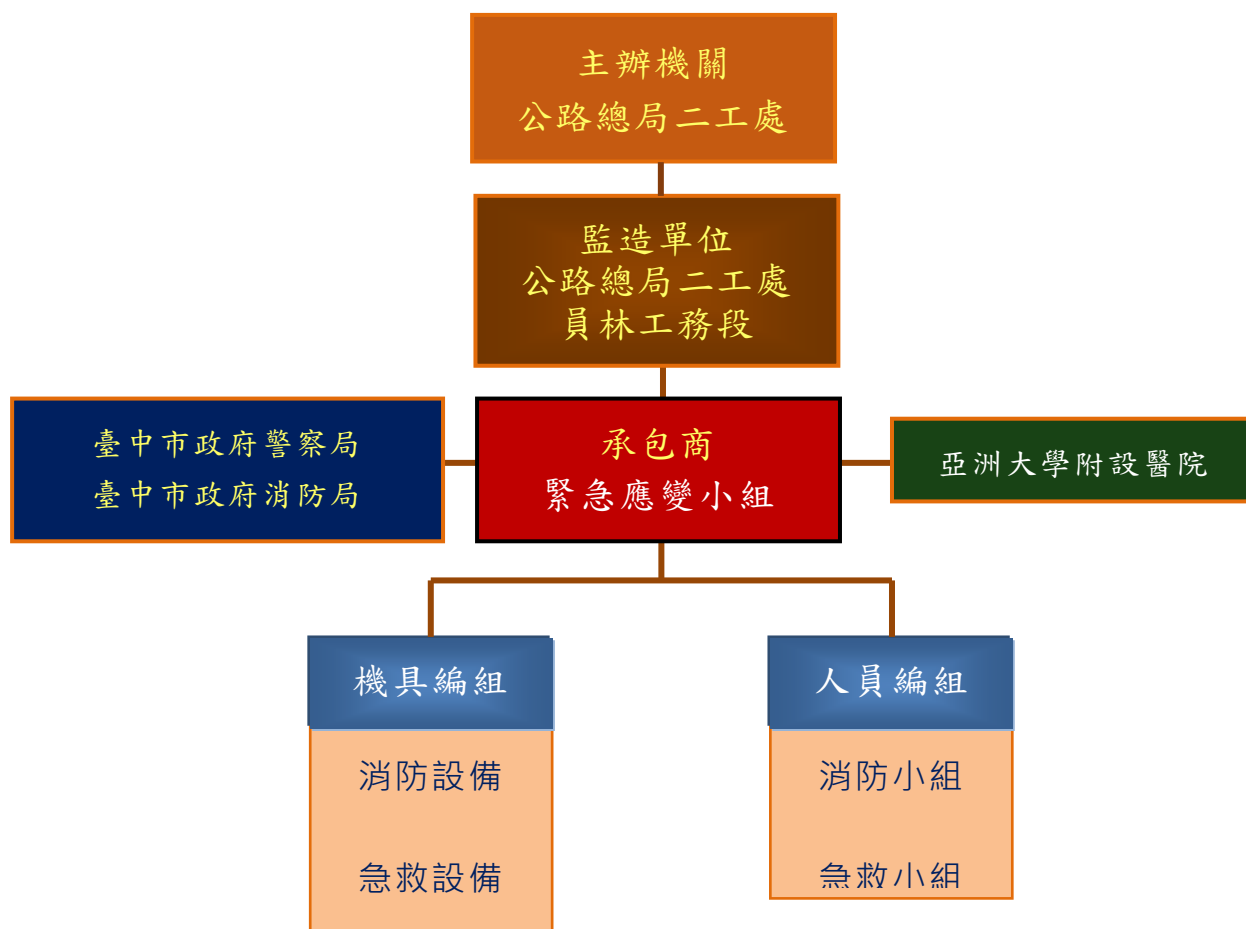 主辦機關
公路總局二工處
監造單位
公路總局二工處
員林工務段
臺中市政府警察局
臺中市政府消防局
承包商
緊急應變小組
亞洲大學附設醫院
機具編組
消防設備
急救設備
人員編組
消防小組
急救小組